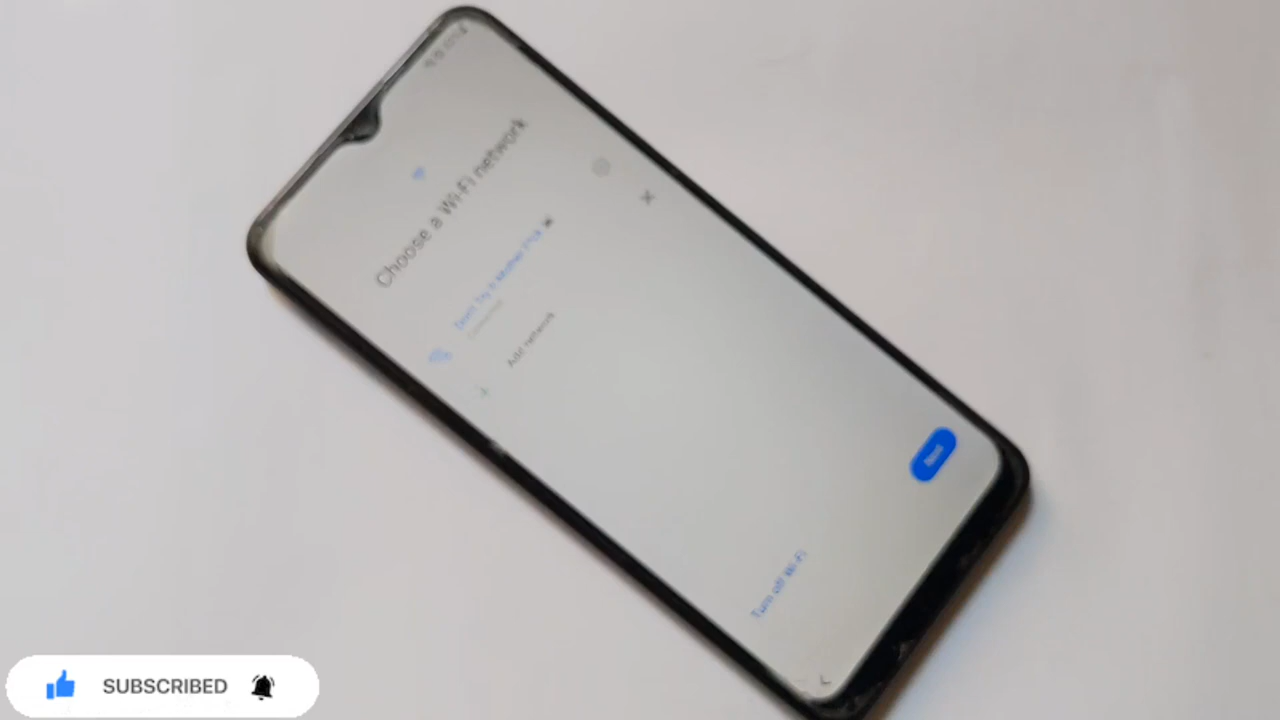 Choose a Wi-Fi network
Add network
Next
Turn off Wi-Fi
SUBSCRIBED